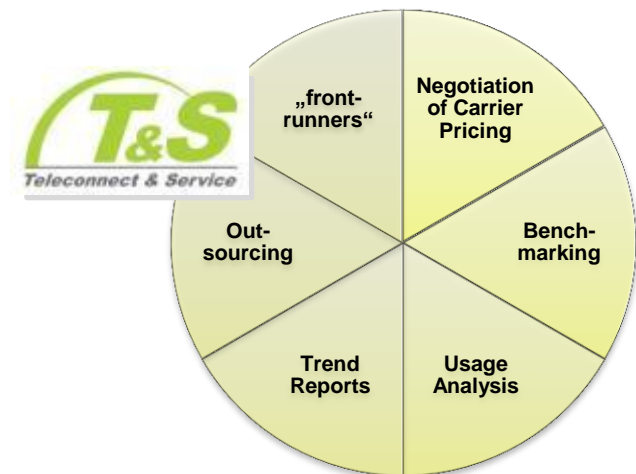 T&S
Teleconnect & Service
„front-
runners“
Negotiation
of Carrier
Pricing
Out-
sourcing
Bench-
marking
Trend
Reports
Usage
Analysis